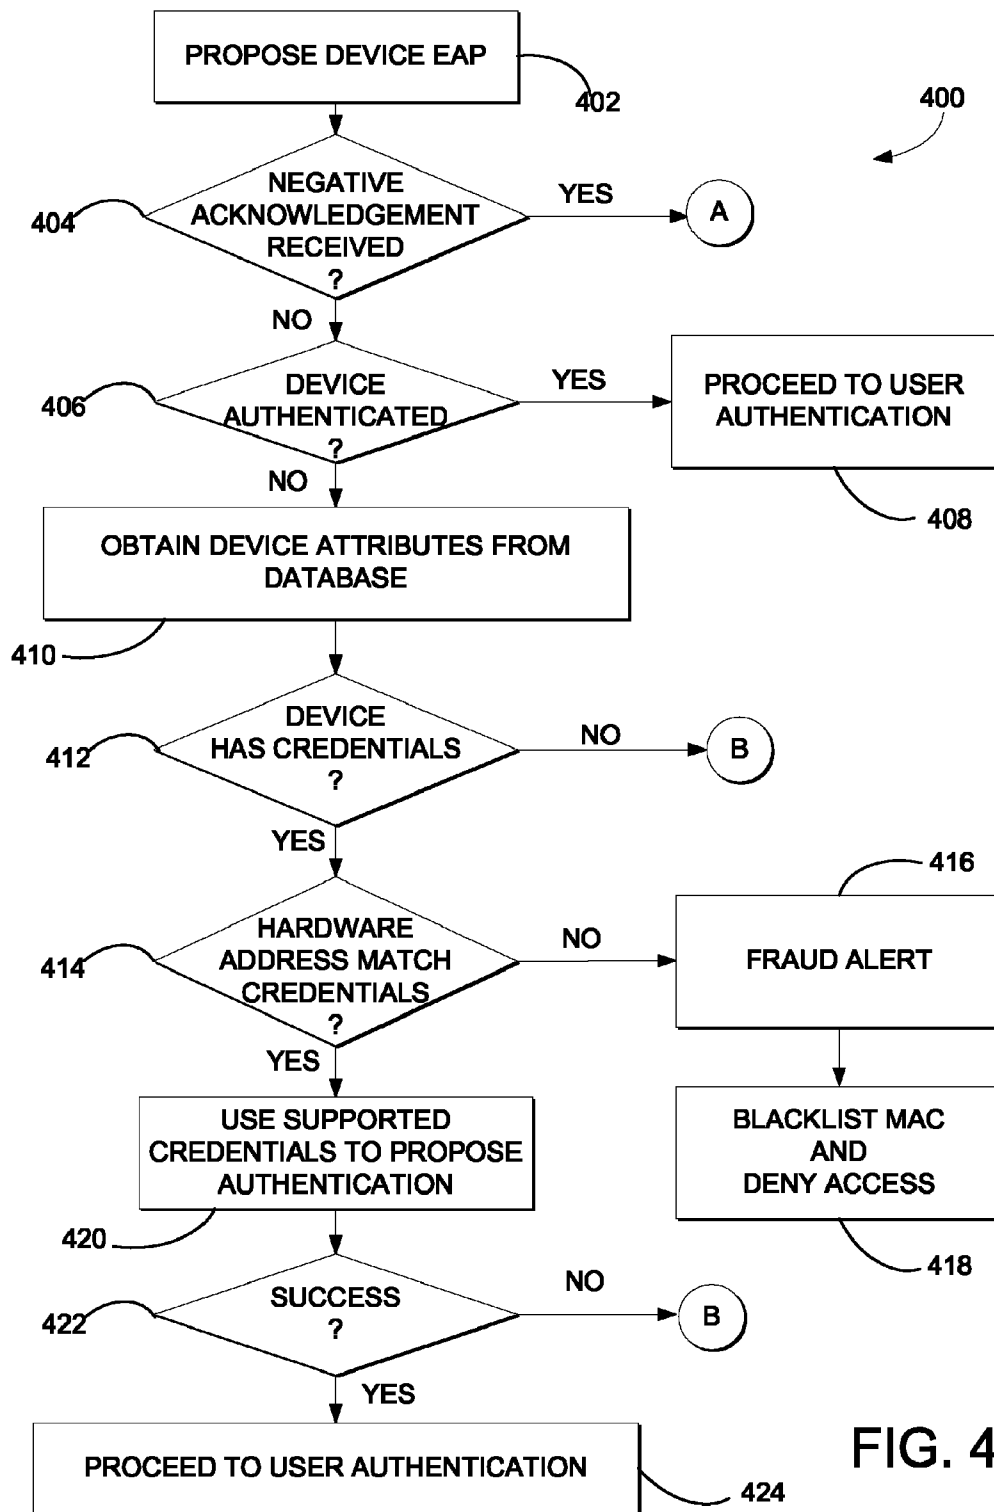 PROPOSE DEVICE EAP
402
400
NEGATIVE
ACKNOWLEDGEMENT
RECEIVED
?
404
YES
A
NO
DEVICE
AUTHENTICATED
?
406
YES
PROCEED TO USER
AUTHENTICATION
408
NO
OBTAIN DEVICE ATTRIBUTES FROM
DATABASE
410
DEVICE
HAS CREDENTIALS
?
412
NO
B
YES
HARDWARE
ADDRESS MATCH
CREDENTIALS
?
414
NO
416
FRAUD ALERT
YES
BLACKLIST MAC
AND
DENY ACCESS
418
USE SUPPORTED
CREDENTIALS TO PROPOSE
AUTHENTICATION
420
SUCCESS
?
422
NO
B
YES
PROCEED TO USER AUTHENTICATION
424
FIG. 4